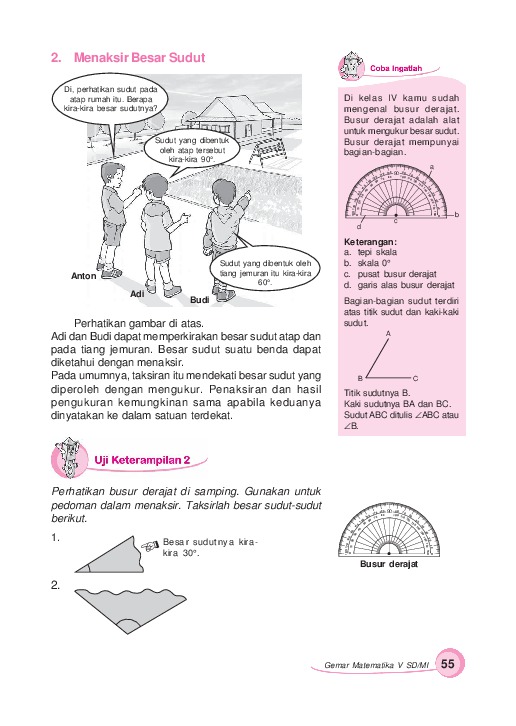 2. Menaksir Besar Sudut
Di, perhatikan sudut pada
atap rumah itu. Berapa
kira-kira besar sudutnya?
Sudut yang dibentuk
oleh atap tersebut
kira-kira 90°.
Sudut yang dibentuk oleh
tiang jemuran itu kira-kira
60°.
Anton
Adi
Budi
Perhatikan gambar di atas.
Adi dan Budi dapat memperkirakan besar sudut atap dan
pada tiang jemuran. Besar sudut suatu benda dapat
diketahui dengan menaksir.
Pada umumnya, taksiran itu mendekati besar sudut yang
diperoleh dengan mengukur. Penaksiran dan hasil
pengukuran kemungkinan sama apabila keduanya
dinyatakan ke dalam satuan terdekat.
Coba Ingatlah
Di kelas IV kamu sudah
mengenal busur derajat.
Busur derajat adalah alat
untuk mengukur besar sudut.
Busur derajat mempunyai
bagian-bagian.
a
b
c
d
Keterangan:
a. tepi skala
b. skala 0°
c. pusat busur derajat
d. garis alas busur derajat
Bagian-bagian sudut terdiri
atas titik sudut dan kaki-kaki
sudut.
A
B
C
Titik sudutnya B.
Kaki sudutnya BA dan BC.
Sudut ABC ditulis ∠ABC atau
∠B.
Uji Keterampilan 2
Perhatikan busur derajat di samping. Gunakan untuk
pedoman dalam menaksir. Taksirlah besar sudut-sudut
berikut.
1.
Besar sudutnya kira-
kira 30°.
2.
Busur derajat
Gemar Matematika V SD/MI
55